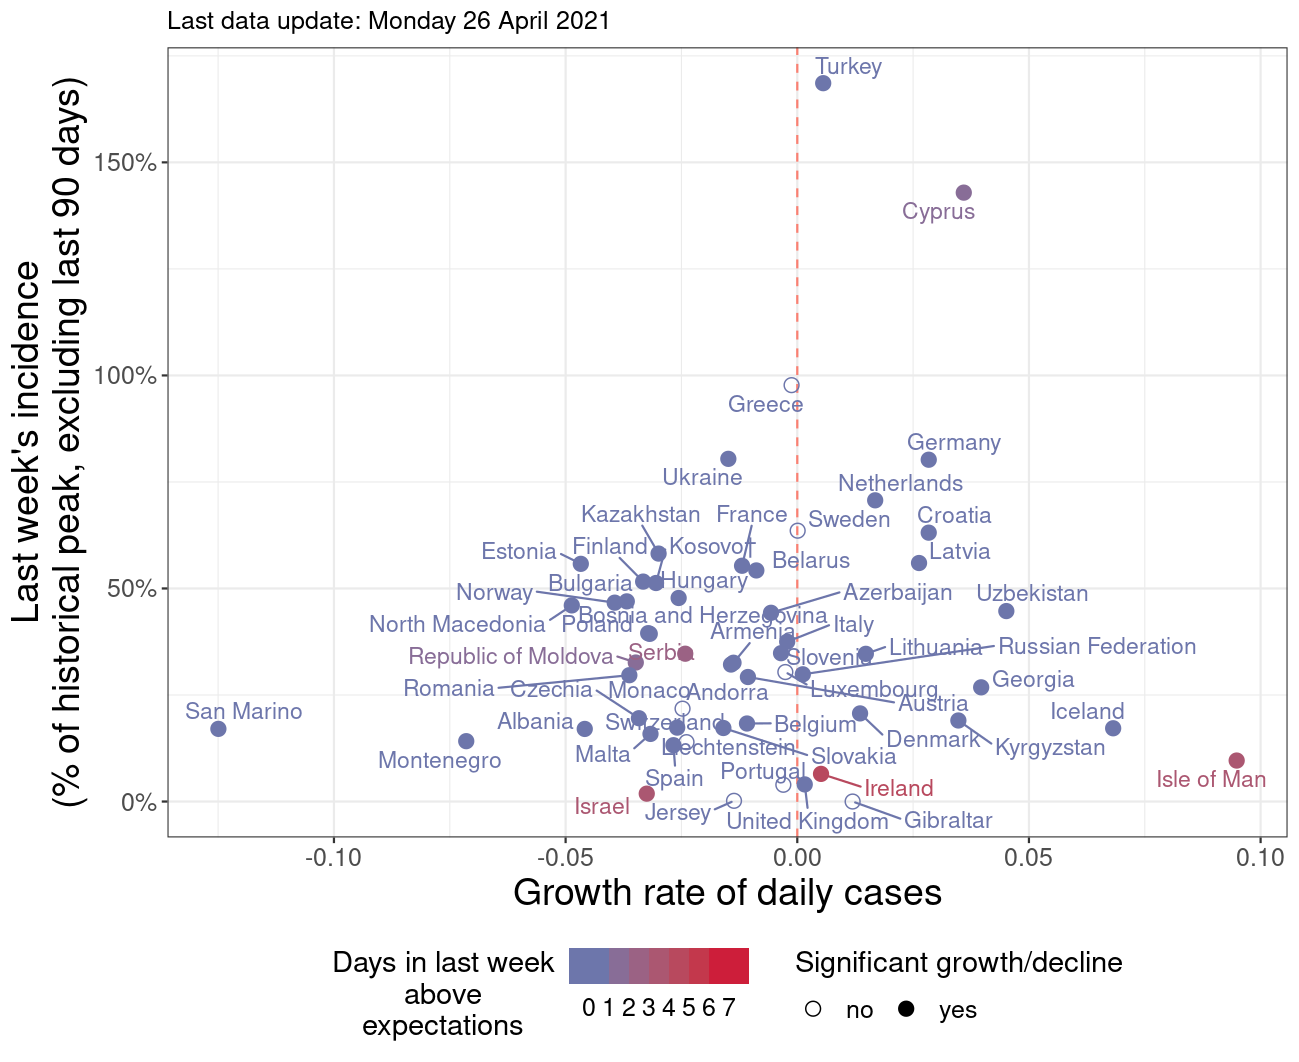 Last data update: Monday 26 April 2021
Last week's incidence
(% of historical peak, excluding last 90 days)
Turkey
150%
Cyprus
100%
Greece
Germany
Ukraine
Netherlands
Kazakhstan
France
Sweden
Croatia
Estonia
Finland
Kosovo†
Belarus
Latvia
50%
Norway
Bulgaria
Hungary
Azerbaijan
Uzbekistan
North Macedonia
Poland
Bosnia and Herzegovina
Armenia
Italy
Republic of Moldova
Serbia
Slovenia
Lithuania
Russian Federation
Romania
Czechia
Monaco
Andorra
Luxembourg
Georgia
San Marino
Albania
Switzerland
Belgium
Austria
Iceland
Montenegro
Malta
Liechtenstein
Slovakia
Denmark
Kyrgyzstan
Spain
Portugal
Ireland
Isle of Man
0%
Israel
Jersey
United Kingdom
Gibraltar
-0.10
-0.05
0.00
0.05
0.10
Growth rate of daily cases
Days in last week
above
expectations
0 1 2 3 4 5 6 7
Significant growth/decline
no
yes